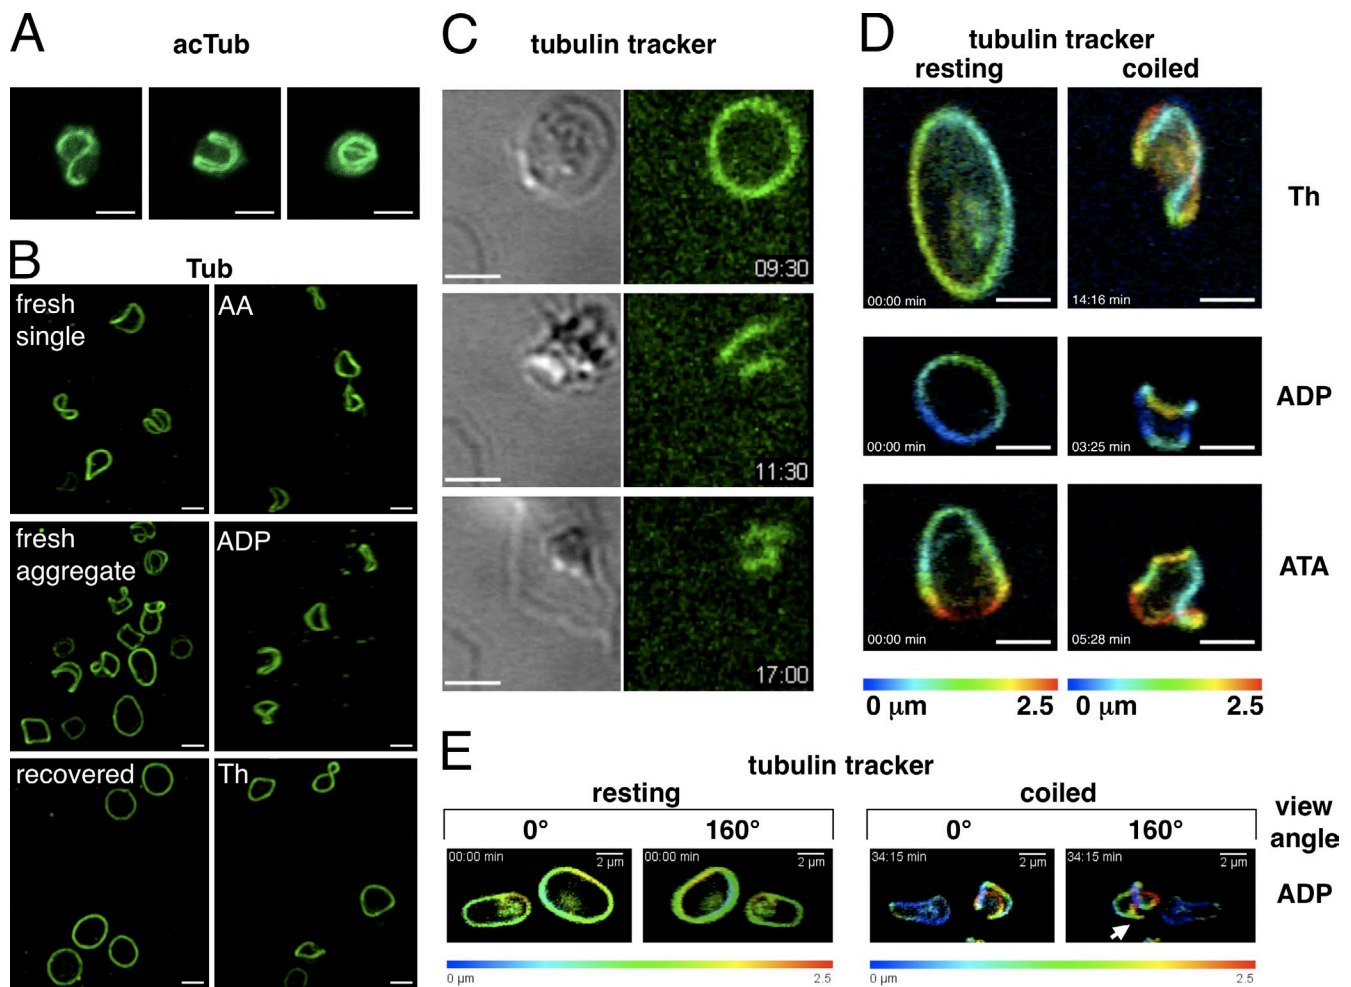 A
acTub
B
Tub
fresh
single
AA
fresh
aggregate
ADP
recovered
Th
C
tubulin tracker
09:30
11:30
17:00
D
tubulin tracker
resting
coiled
00:00 min
14:16 min
Th
00:00 min
03:25 min
ADP
00:00 min
05:28 min
ATA
0 μm
2.5
0 μm
2.5
E
tubulin tracker
resting
coiled
view
angle
0°
160°
0°
160°
00:00 min
2 μm
00:00 min
2 μm
34:15 min
2 μm
34:15 min
2 μm
ADP
0 μm
2.5
0 μm
2.5